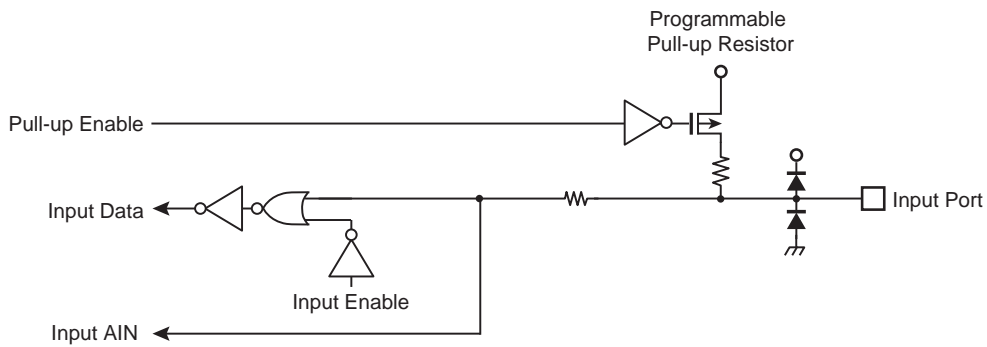 Programmable
Pull-up Resistor
Pull-up Enable
Input Data
Input Port
Input Enable
Input AIN